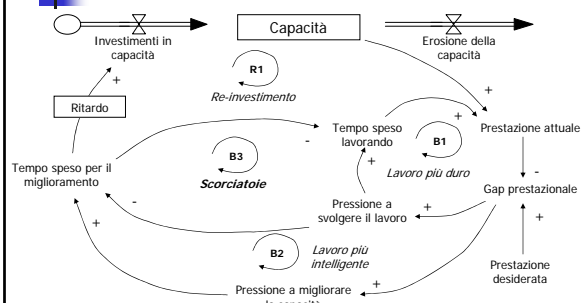 Capacità
Investimenti in
capacità
Erosione della
capacità
+
R1
Re-investimento
+
Ritardo
+
Tempo speso
lavorando
B1
Prestazione attuale
-
B3
Scorciatoie
+
Lavoro più duro
-
Tempo speso per il
miglioramento
Gap prestazionale
-
Pressione a
svolgere il lavoro
+
+
+
B2
Lavoro più
intelligente
Prestazione
desiderata
+
Pressione a migliorare